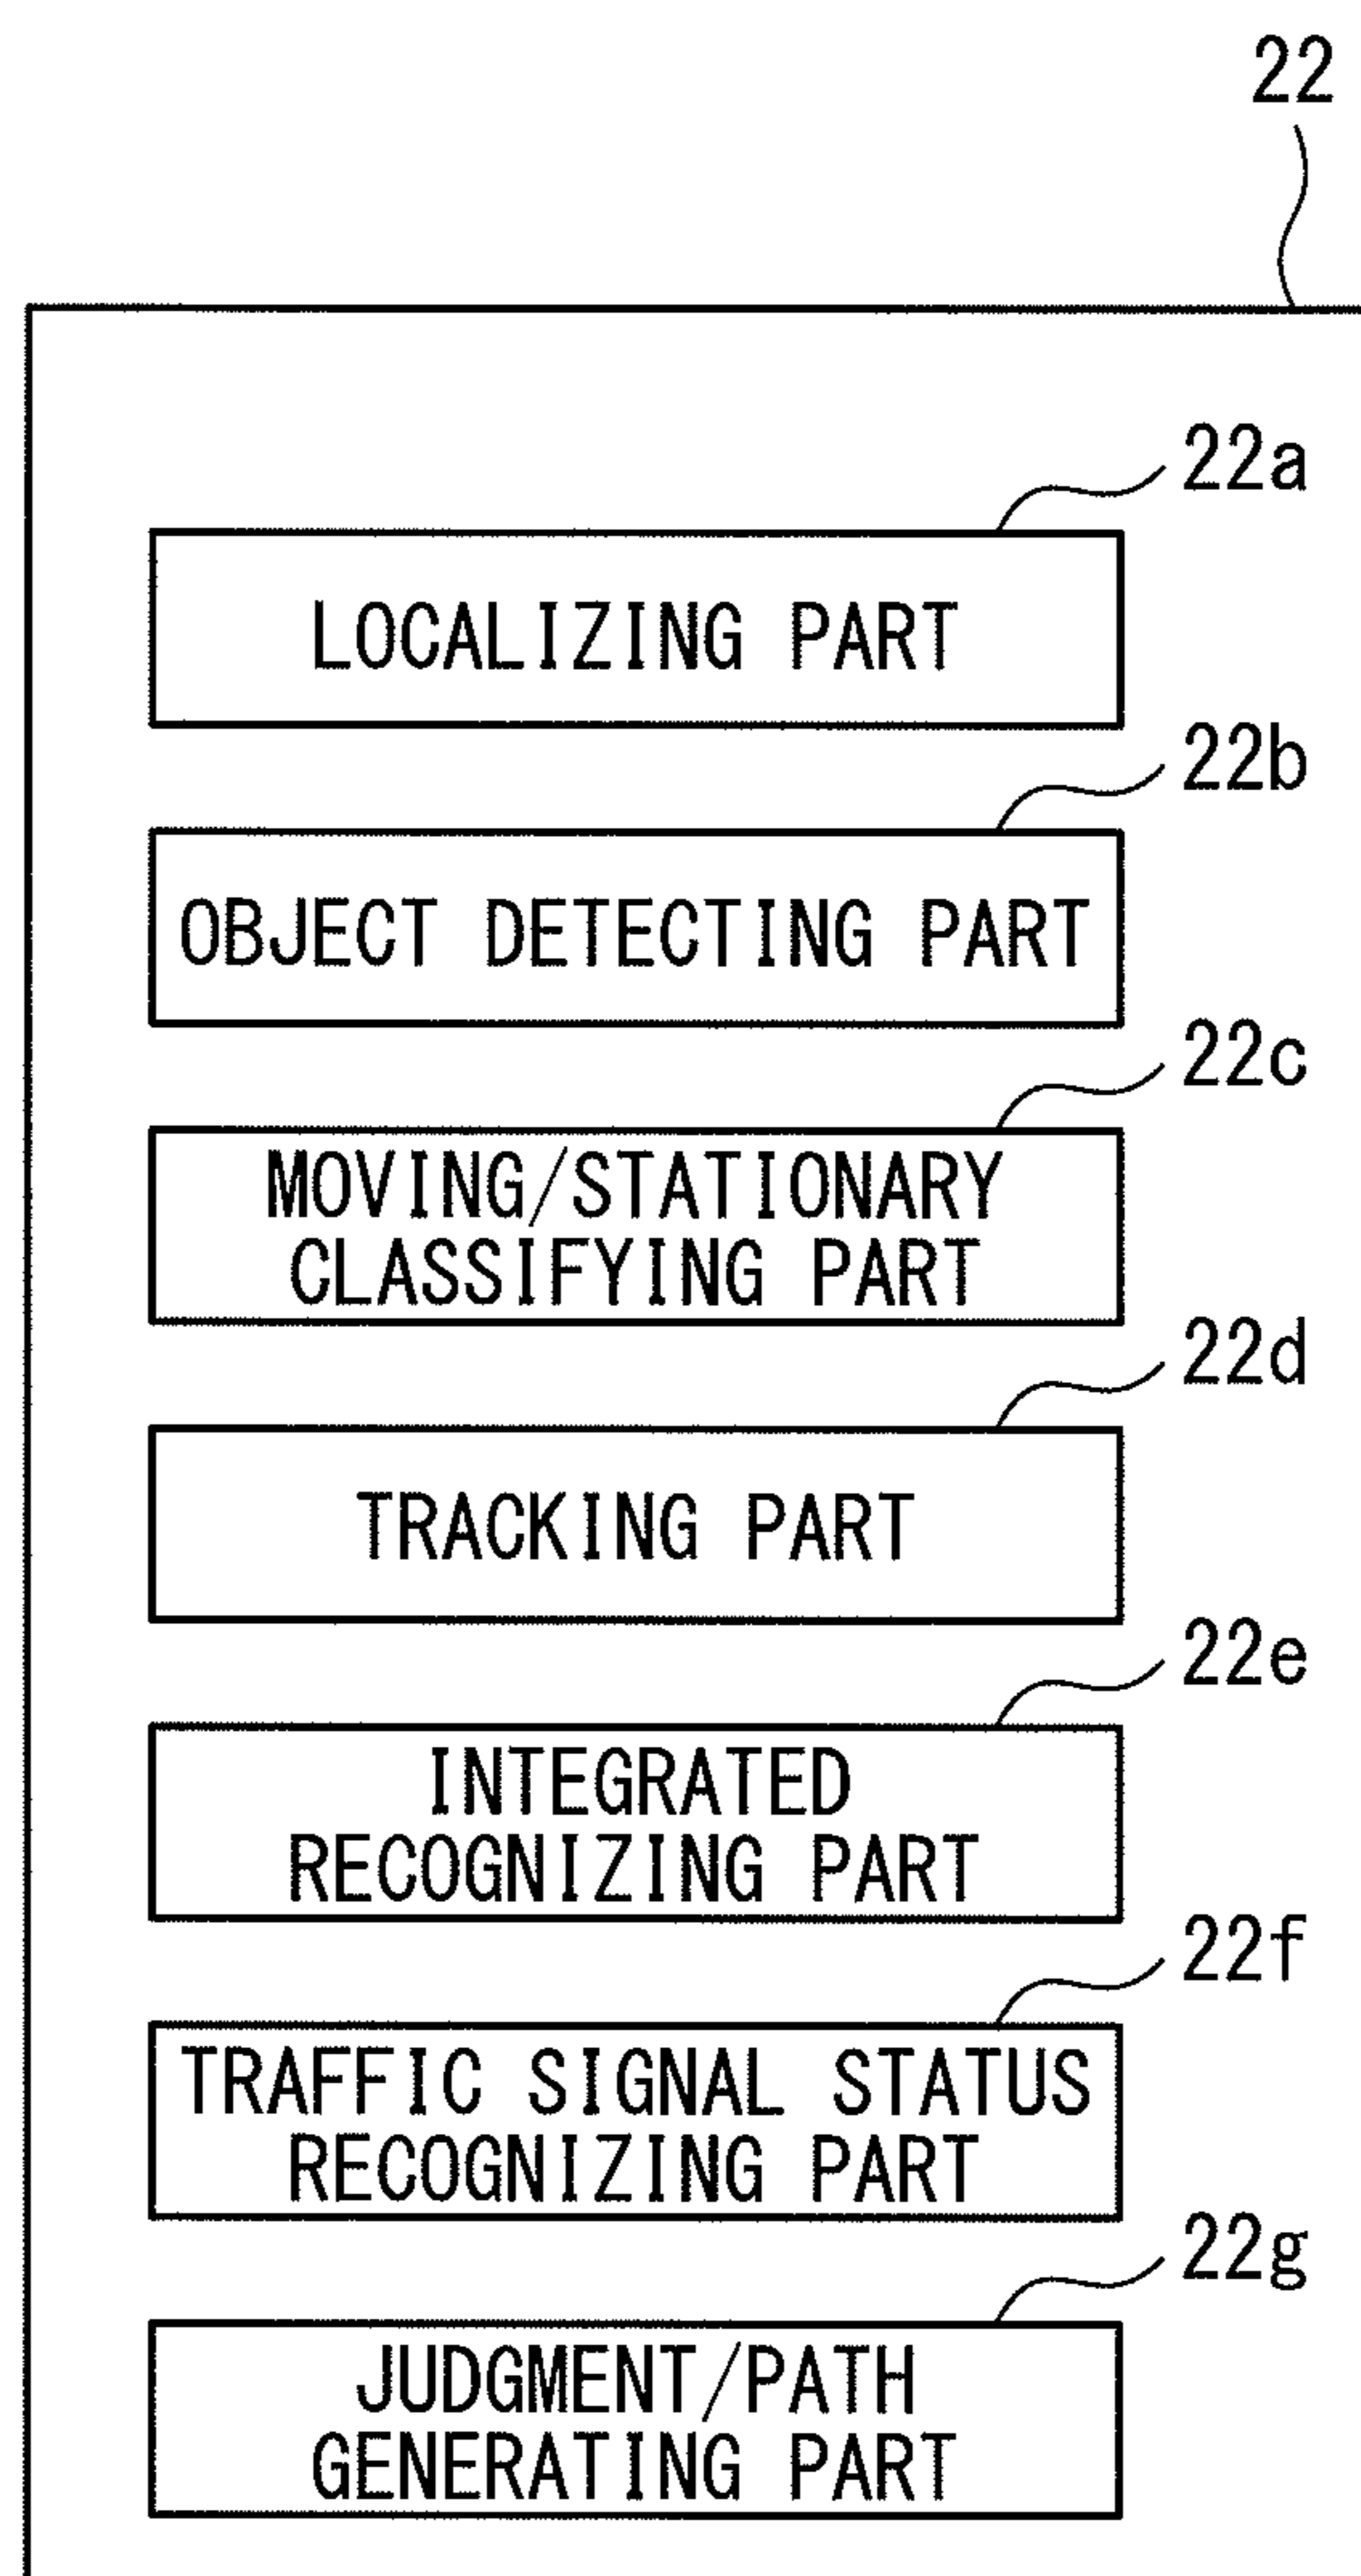 22
22a
LOCALIZING PART
22b
OBJECT DETECTING PART
22c
MOVING/STATIONARY
CLASSIFYING PART
22d
TRACKING PART
22e
INTEGRATED
RECOGNIZING PART
22f
TRAFFIC SIGNAL STATUS
RECOGNIZING PART
22g
JUDGMENT/PATH
GENERATING PART